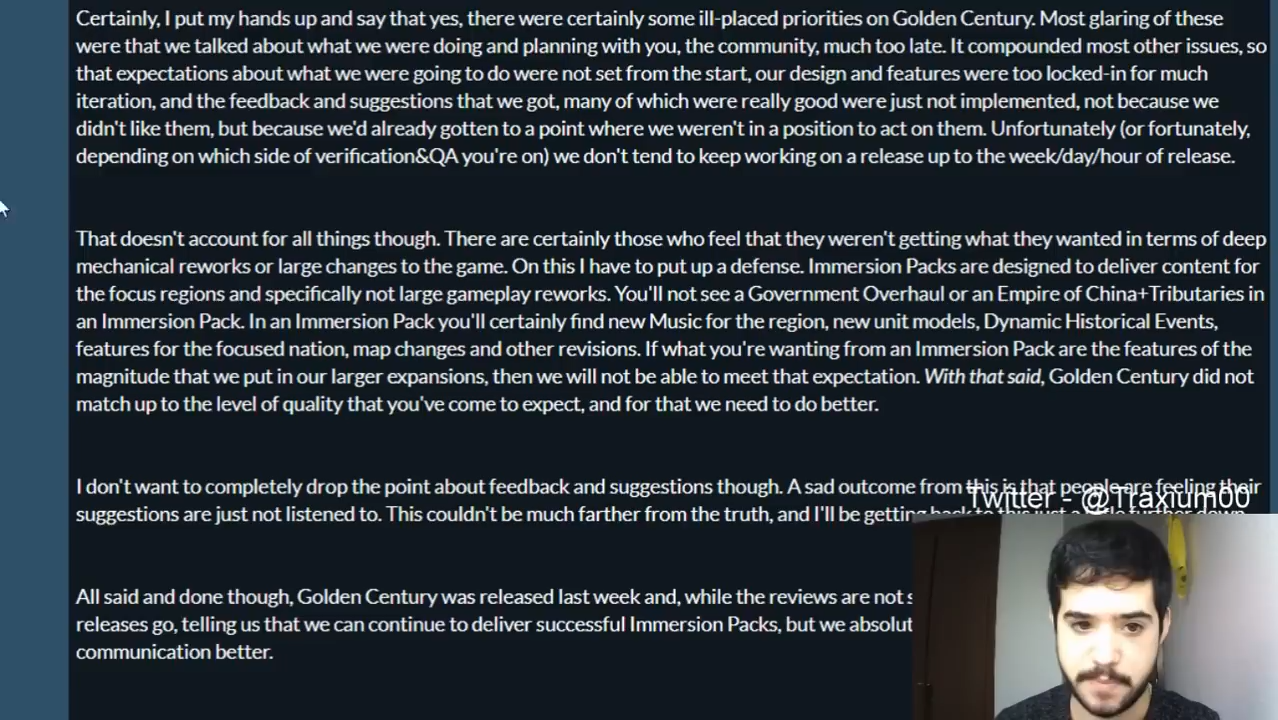 Certainly, I put my hands up and say that yes, there were certainly some ill-placed priorities on Golden Century. Most glaring of these
were that we talked about what we were doing and planning with you, the community, much too late. It compounded most other issues, so
that expectations about what we were going to do were not set from the start, our design and features were too locked-in for much
iteration, and the feedback and suggestions that we got, many of which were really good were just not implemented, not because we
didn't like them, but because we'd already gotten to a point where we weren't in a position to act on them. Unfortunately (or fortunately,
depending on which side of verification&QA you're on) we don't tend to keep working on a release up to the week/day/hour of release.
That doesn't account for all things though. There are certainly those who feel that they weren't getting what they wanted in terms of deep
mechanical reworks or large changes to the game. On this I have to put up a defense. Immersion Packs are designed to deliver content for
the focus regions and specifically not large gameplay reworks. You'll not see a Government Overhaul or an Empire of China+Tributaries in
an Immersion Pack. In an Immersion Pack you'll certainly find new Music for the region, new unit models, Dynamic Historical Events,
features for the focused nation, map changes and other revisions. If what you're wanting from an Immersion Pack are the features of the
magnitude that we put in our larger expansions, then we will not be able to meet that expectation. With that said, Golden Century did not
match up to the level of quality that you've come to expect, and for that we need to do better.
I don't want to completely drop the point about feedback and suggestions though. A sad outcome from this is that people are feeling their
Twitter - @Traxium00
suggestions are just not listened to. This couldn't be much farther from the truth, and I'll be getting back to this just a little further down
All said and done though, Golden Century was released last week and, while the reviews are not
releases go, telling us that we can continue to deliver successful Immersion Packs, but we
communication better.